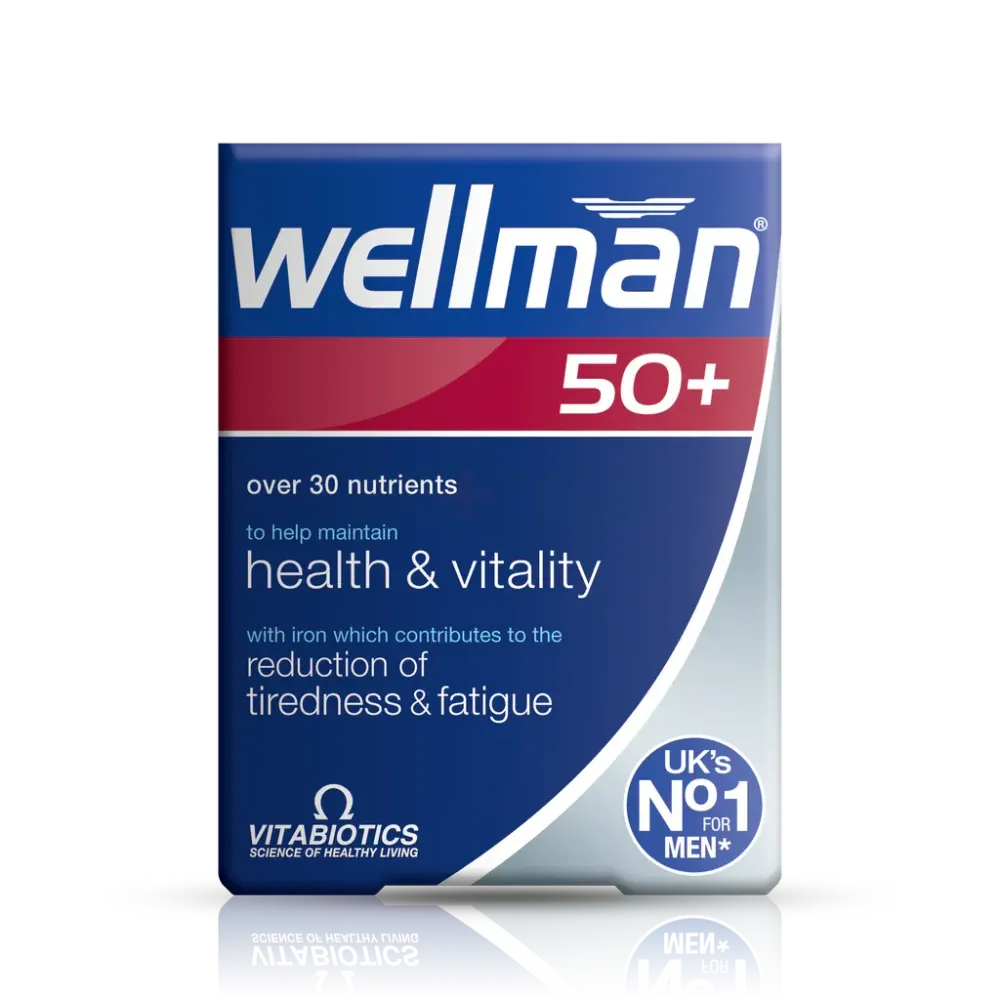 wellman®
50+
over 30 nutrients
to help maintain
health & vitality
with iron which contributes to the
reduction of
tiredness & fatigue
VITABIOTICS
SCIENCE OF HEALTHY LIVING
UK's
Nº1
FOR
MEN*